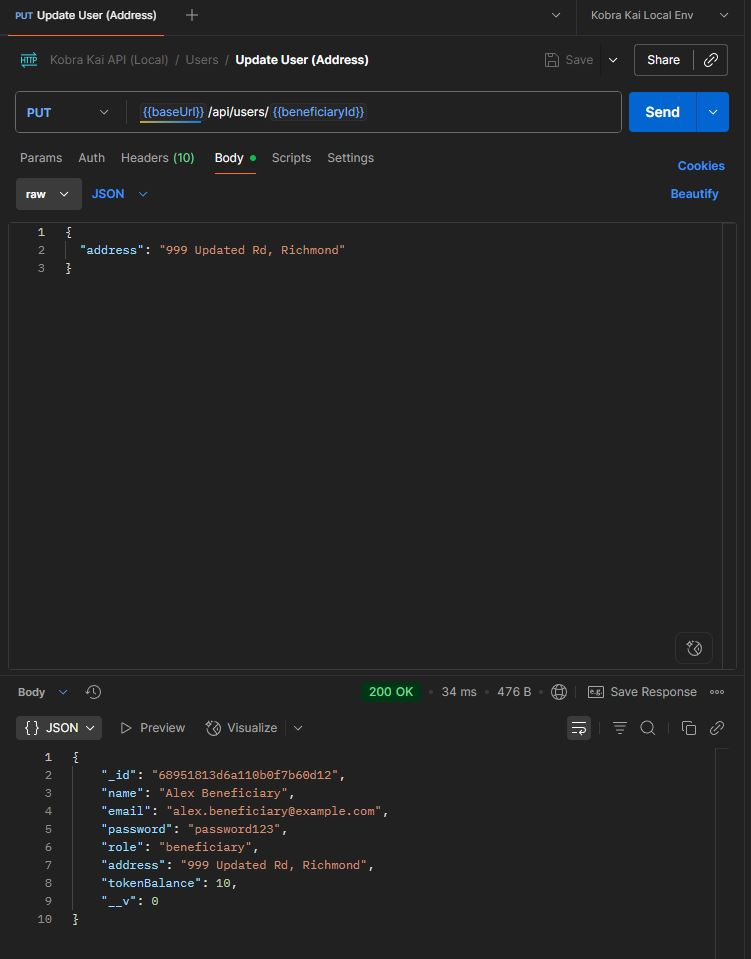 PUT Update User (Address) Kobra Kai Local Env
HTTP Kobra Kai API (Local) / Users / Update User (Address) Save Share
PUT {{baseUrl}} /api/users/ {{beneficiaryId}} Send
Params Auth Headers (10) Body Scripts Settings Cookies
raw JSON Beautify
1 {
2 "address": "999 Updated Rd, Richmond"
3 }
Body 200 OK • 34 ms • 476 B • e.g. Save Response
{} JSON Preview Visualize
1 {
2 "_id": "68951813d6a110b0f7b60d12",
3 "name": "Alex Beneficiary",
4 "email": "alex.beneficiary@example.com",
5 "password": "password123",
6 "role": "beneficiary",
7 "address": "999 Updated Rd, Richmond",
8 "tokenBalance": 10,
9 "__v": 0
10 }